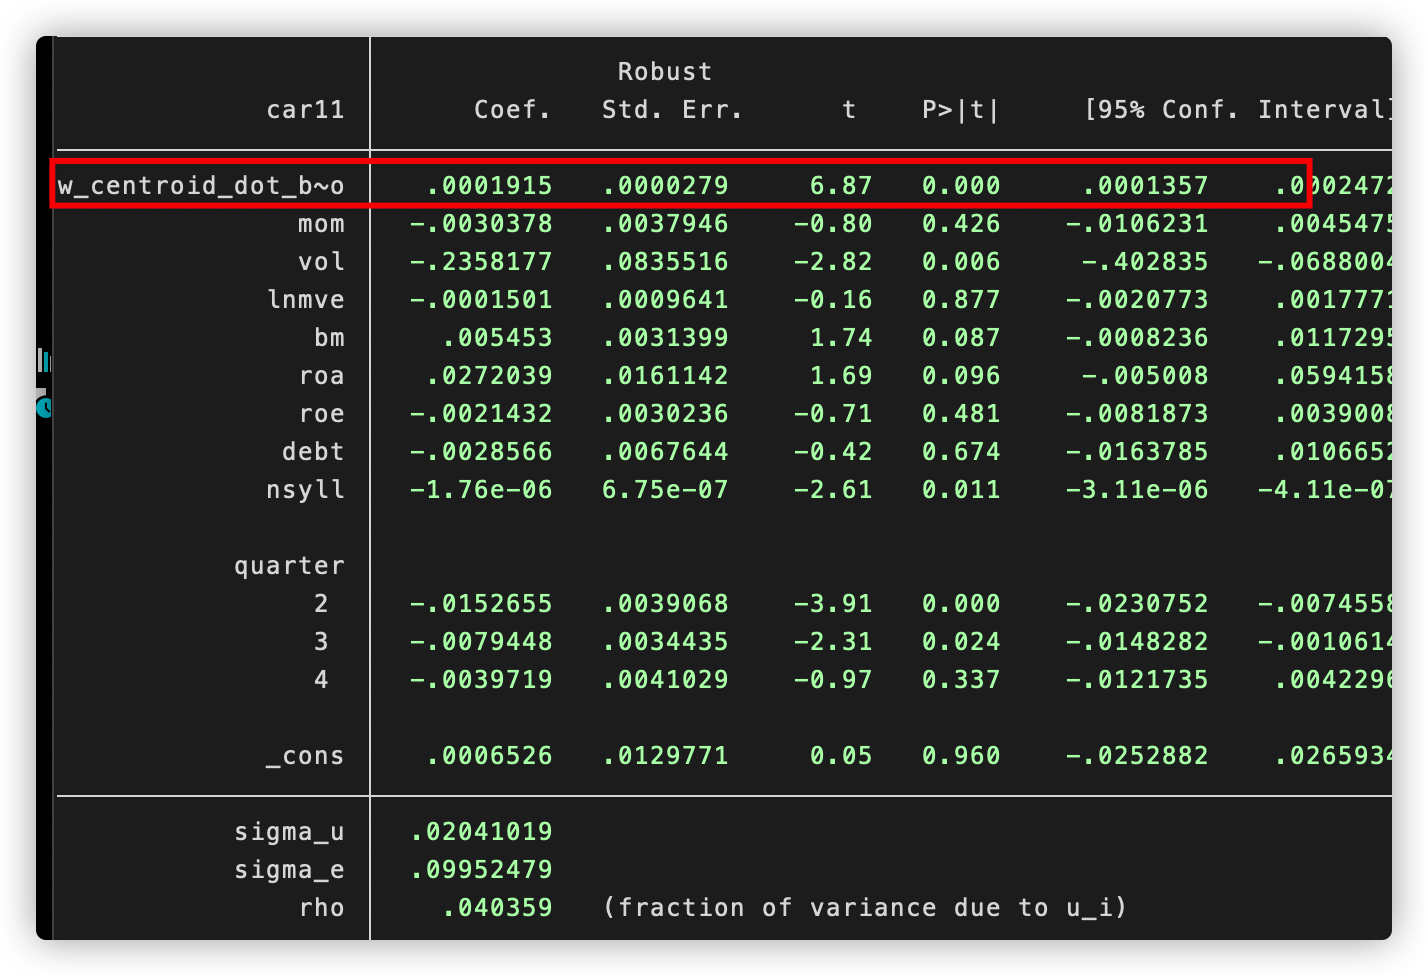 Robust
car11 Coef. Std. Err. t P>|t| [95% Conf. Interval]
w_centroid_dot_b~o .0001915 .0000279 6.87 0.000 .0001357 .0002472
mom -.0030378 .0037946 -0.80 0.426 -.0106231 .0045475
vol -.2358177 .0835516 -2.82 0.006 -.402835 -.0688004
lnmve -.0001501 .0009641 -0.16 0.877 -.0020773 .0017771
bm .005453 .0031399 1.74 0.087 -.0008236 .0117295
roa .0272039 .0161142 1.69 0.096 -.005008 .0594158
roe -.0021432 .0030236 -0.71 0.481 -.0081873 .0039008
debt -.0028566 .0067644 -0.42 0.674 -.0163785 .0106652
nsyll -1.76e-06 6.75e-07 -2.61 0.011 -3.11e-06 -4.11e-07
quarter
2 -.0152655 .0039068 -3.91 0.000 -.0230752 -.0074558
3 -.0079448 .0034435 -2.31 0.024 -.0148282 -.0010614
4 -.0039719 .0041029 -0.97 0.337 -.0121735 .0042296
_cons .0006526 .0129771 0.05 0.960 -.0252882 .0265934
sigma_u .02041019
sigma_e .09952479
rho .040359 (fraction of variance due to u_i)